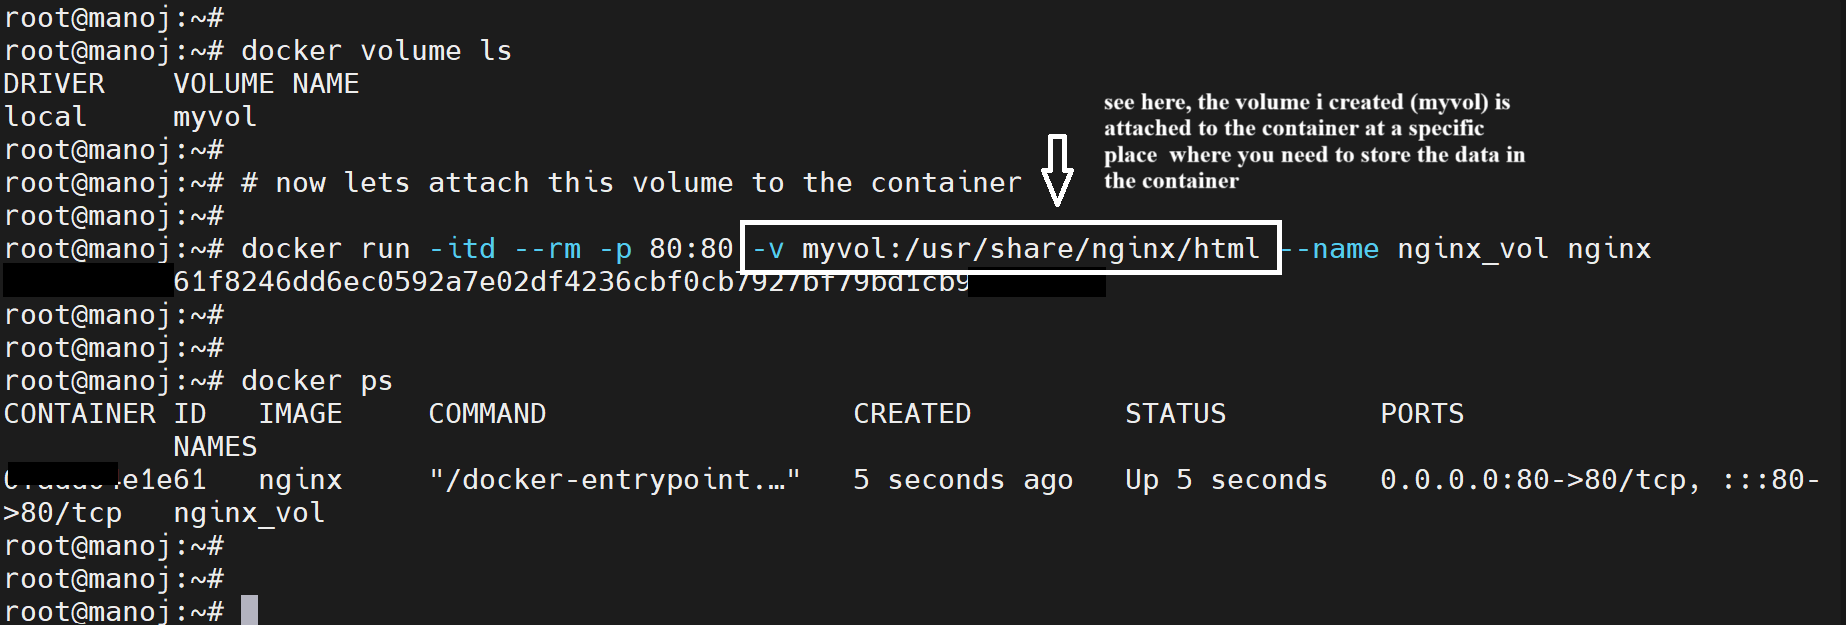 root@manoj:~#
root@manoj:~# docker volume ls
DRIVER    VOLUME NAME
local     myvol
root@manoj:~#
root@manoj:~# # now lets attach this volume to the container
see here, the volume i created (myvol) is
attached to the container at a specific
place  where you need to store the data in
the container
root@manoj:~#
root@manoj:~# docker run -itd --rm -p 80:80 -v myvol:/usr/share/nginx/html --name nginx_vol nginx
61f8246dd6ec0592a7e02df4236cbf0cb7927bf79bd1cb9
root@manoj:~#
root@manoj:~#
root@manoj:~# docker ps
CONTAINER ID   IMAGE     COMMAND                  CREATED         STATUS         PORTS
          NAMES
e1e61   nginx     "/docker-entrypoint.…"   5 seconds ago   Up 5 seconds   0.0.0.0:80->80/tcp, :::80-
>80/tcp   nginx_vol
root@manoj:~#
root@manoj:~#
root@manoj:~#